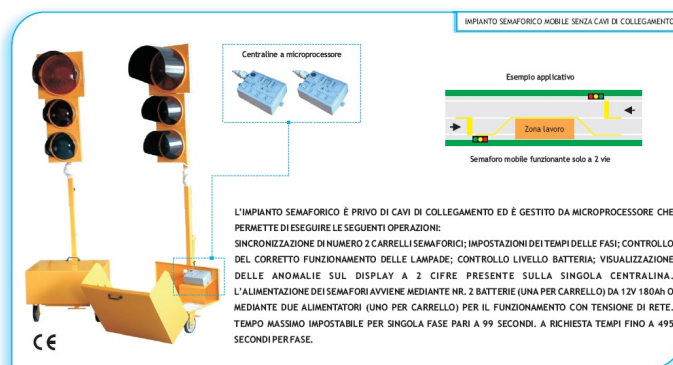 IMPIANTO SEMAFORICO MOBILE SENZA CAVI DI COLLEGAMENTO
Centraline a microprocessore
Esempio applicativo
Zona lavoro
Semaforo mobile funzionante solo a 2 vie
L'IMPIANTO SEMAFORICO È PRIVO DI CAVI DI COLLEGAMENTO ED È GESTITO DA MICROPROCESSORE CHE
PERMETTE DI ESEGUIRE LE SEGUENTI OPERAZIONI:
SINCRONIZZAZIONE DI NUMERO 2 CARRELLI SEMAFORICI; IMPOSTAZIONI DEI TEMPI DELLE FASI; CONTROLLO
DEL CORRETTO FUNZIONAMENTO DELLE LAMPADE; CONTROLLO LIVELLO BATTERIA; VISUALIZZAZIONE
DELLE ANOMALIE SUL DISPLAY A 2 CIFRE PRESENTE SULLA SINGOLA CENTRALINA.
L'ALIMENTAZIONE DEI SEMAFORI AVVIENE MEDIANTE NR. 2 BATTERIE (UNA PER CARRELLO) DA 12V 180Ah O
MEDIANTE DUE ALIMENTATORI (UNO PER CARRELLO) PER IL FUNZIONAMENTO CON TENSIONE DI RETE.
TEMPO MASSIMO IMPOSTABILE PER SINGOLA FASE PARI A 99 SECONDI. A RICHIESTA TEMPI FINO A 495
SECONDI PER FASE.
CE